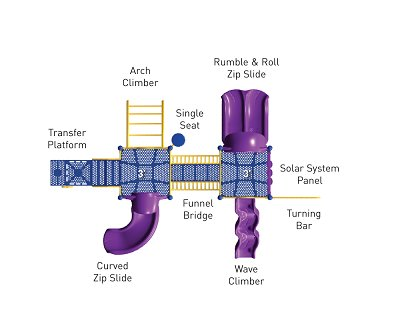 Rumble & Roll
Zip Slide
Arch
Climber
Single
Seat
Transfer
Platform
Solar System
Panel
3'
3'
Funnel
Bridge
Turning
Bar
Curved
Zip Slide
Wave
Climber